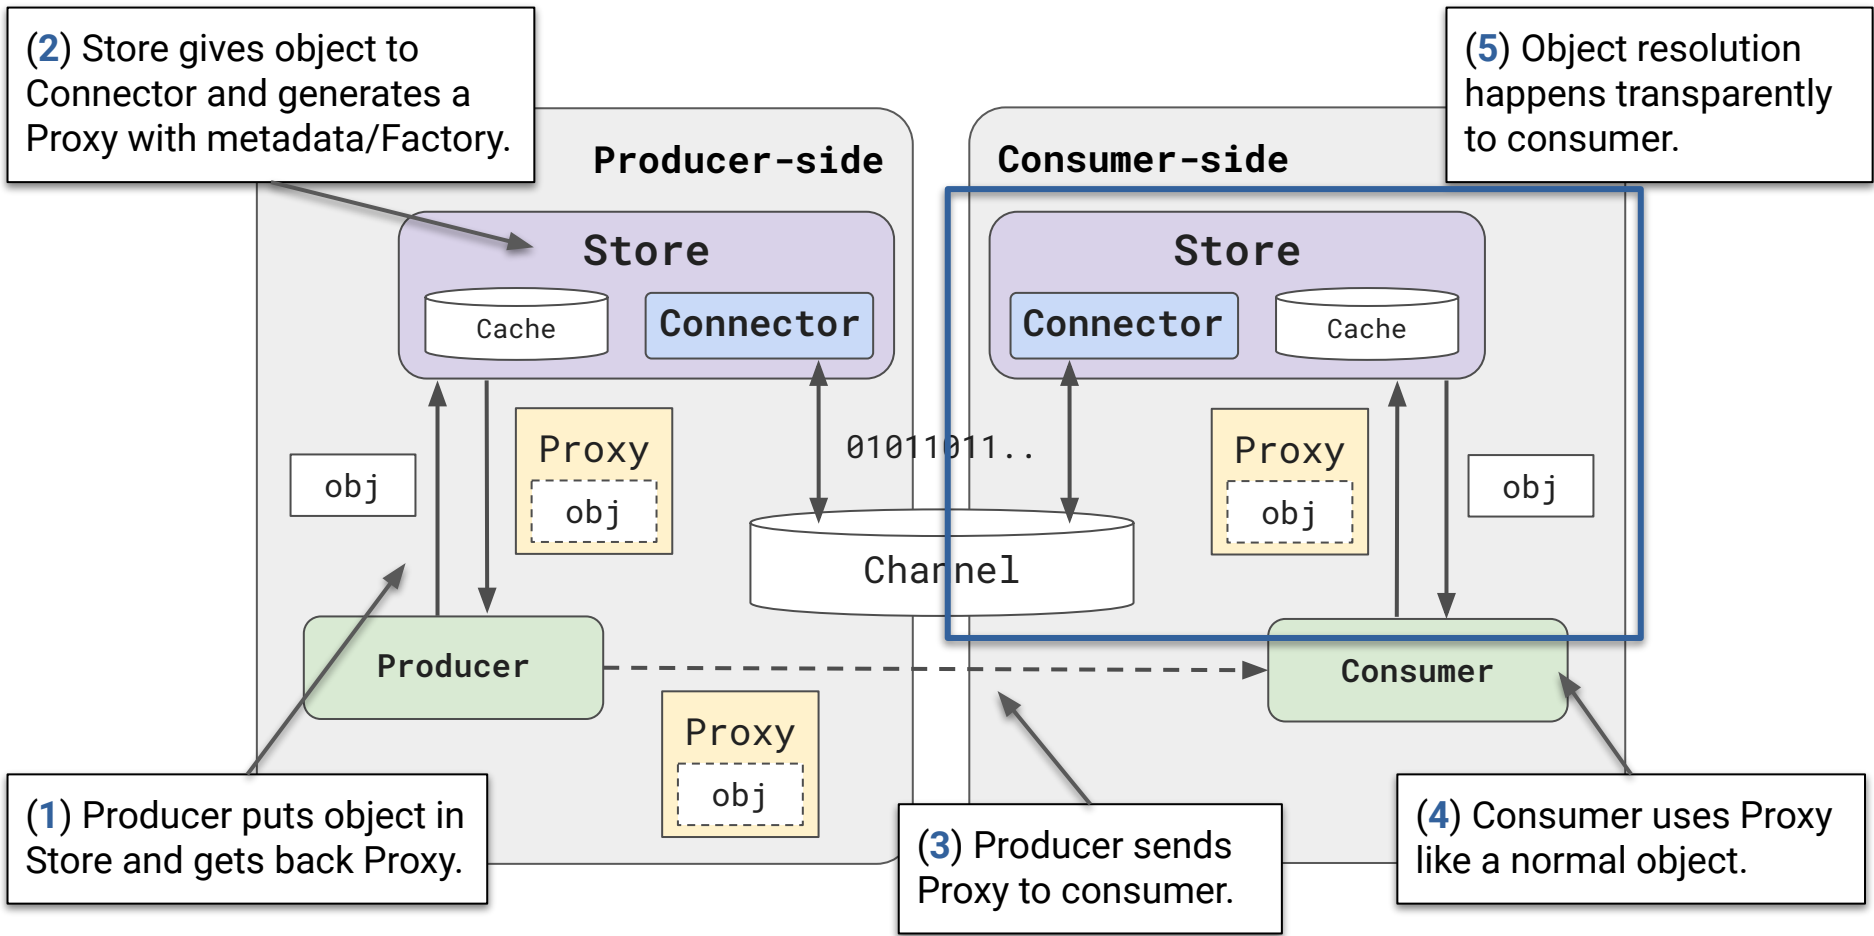 (2) Store gives object to
Connector and generates a
Proxy with metadata/Factory.
(5) Object resolution
happens transparently
to consumer.
Producer-side
Consumer-side
Store
Cache
Connector
Store
Connector
Cache
obj
Proxy
obj
01011011..
Proxy
obj
obj
Channel
Producer
Consumer
Proxy
obj
(1) Producer puts object in
Store and gets back Proxy.
(3) Producer sends
Proxy to consumer.
(4) Consumer uses Proxy
like a normal object.